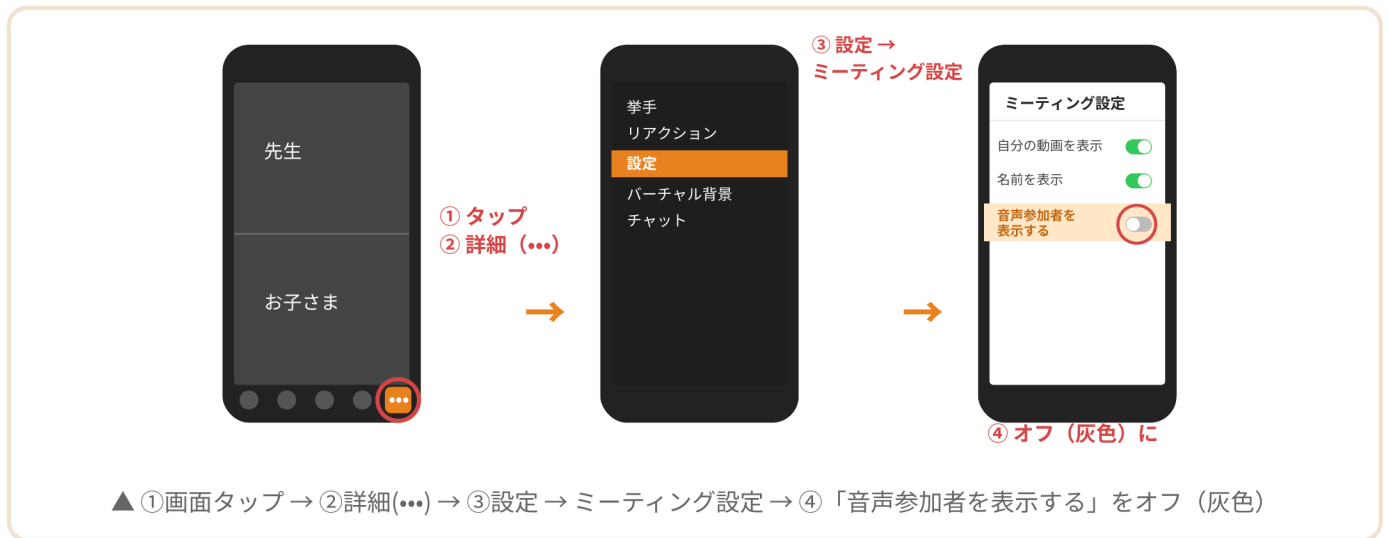 先生
お子さま
① タップ
② 詳細（•••）
→
挙手
リアクション
設定
バーチャル背景
チャット
③ 設定 →
ミーティング設定
→
ミーティング設定
自分の動画を表示
名前を表示
音声参加者を
表示する
④ オフ（灰色）に
▲ ①画面タップ → ②詳細(•••) → ③設定 → ミーティング設定 → ④「音声参加者を表示する」をオフ（灰色）